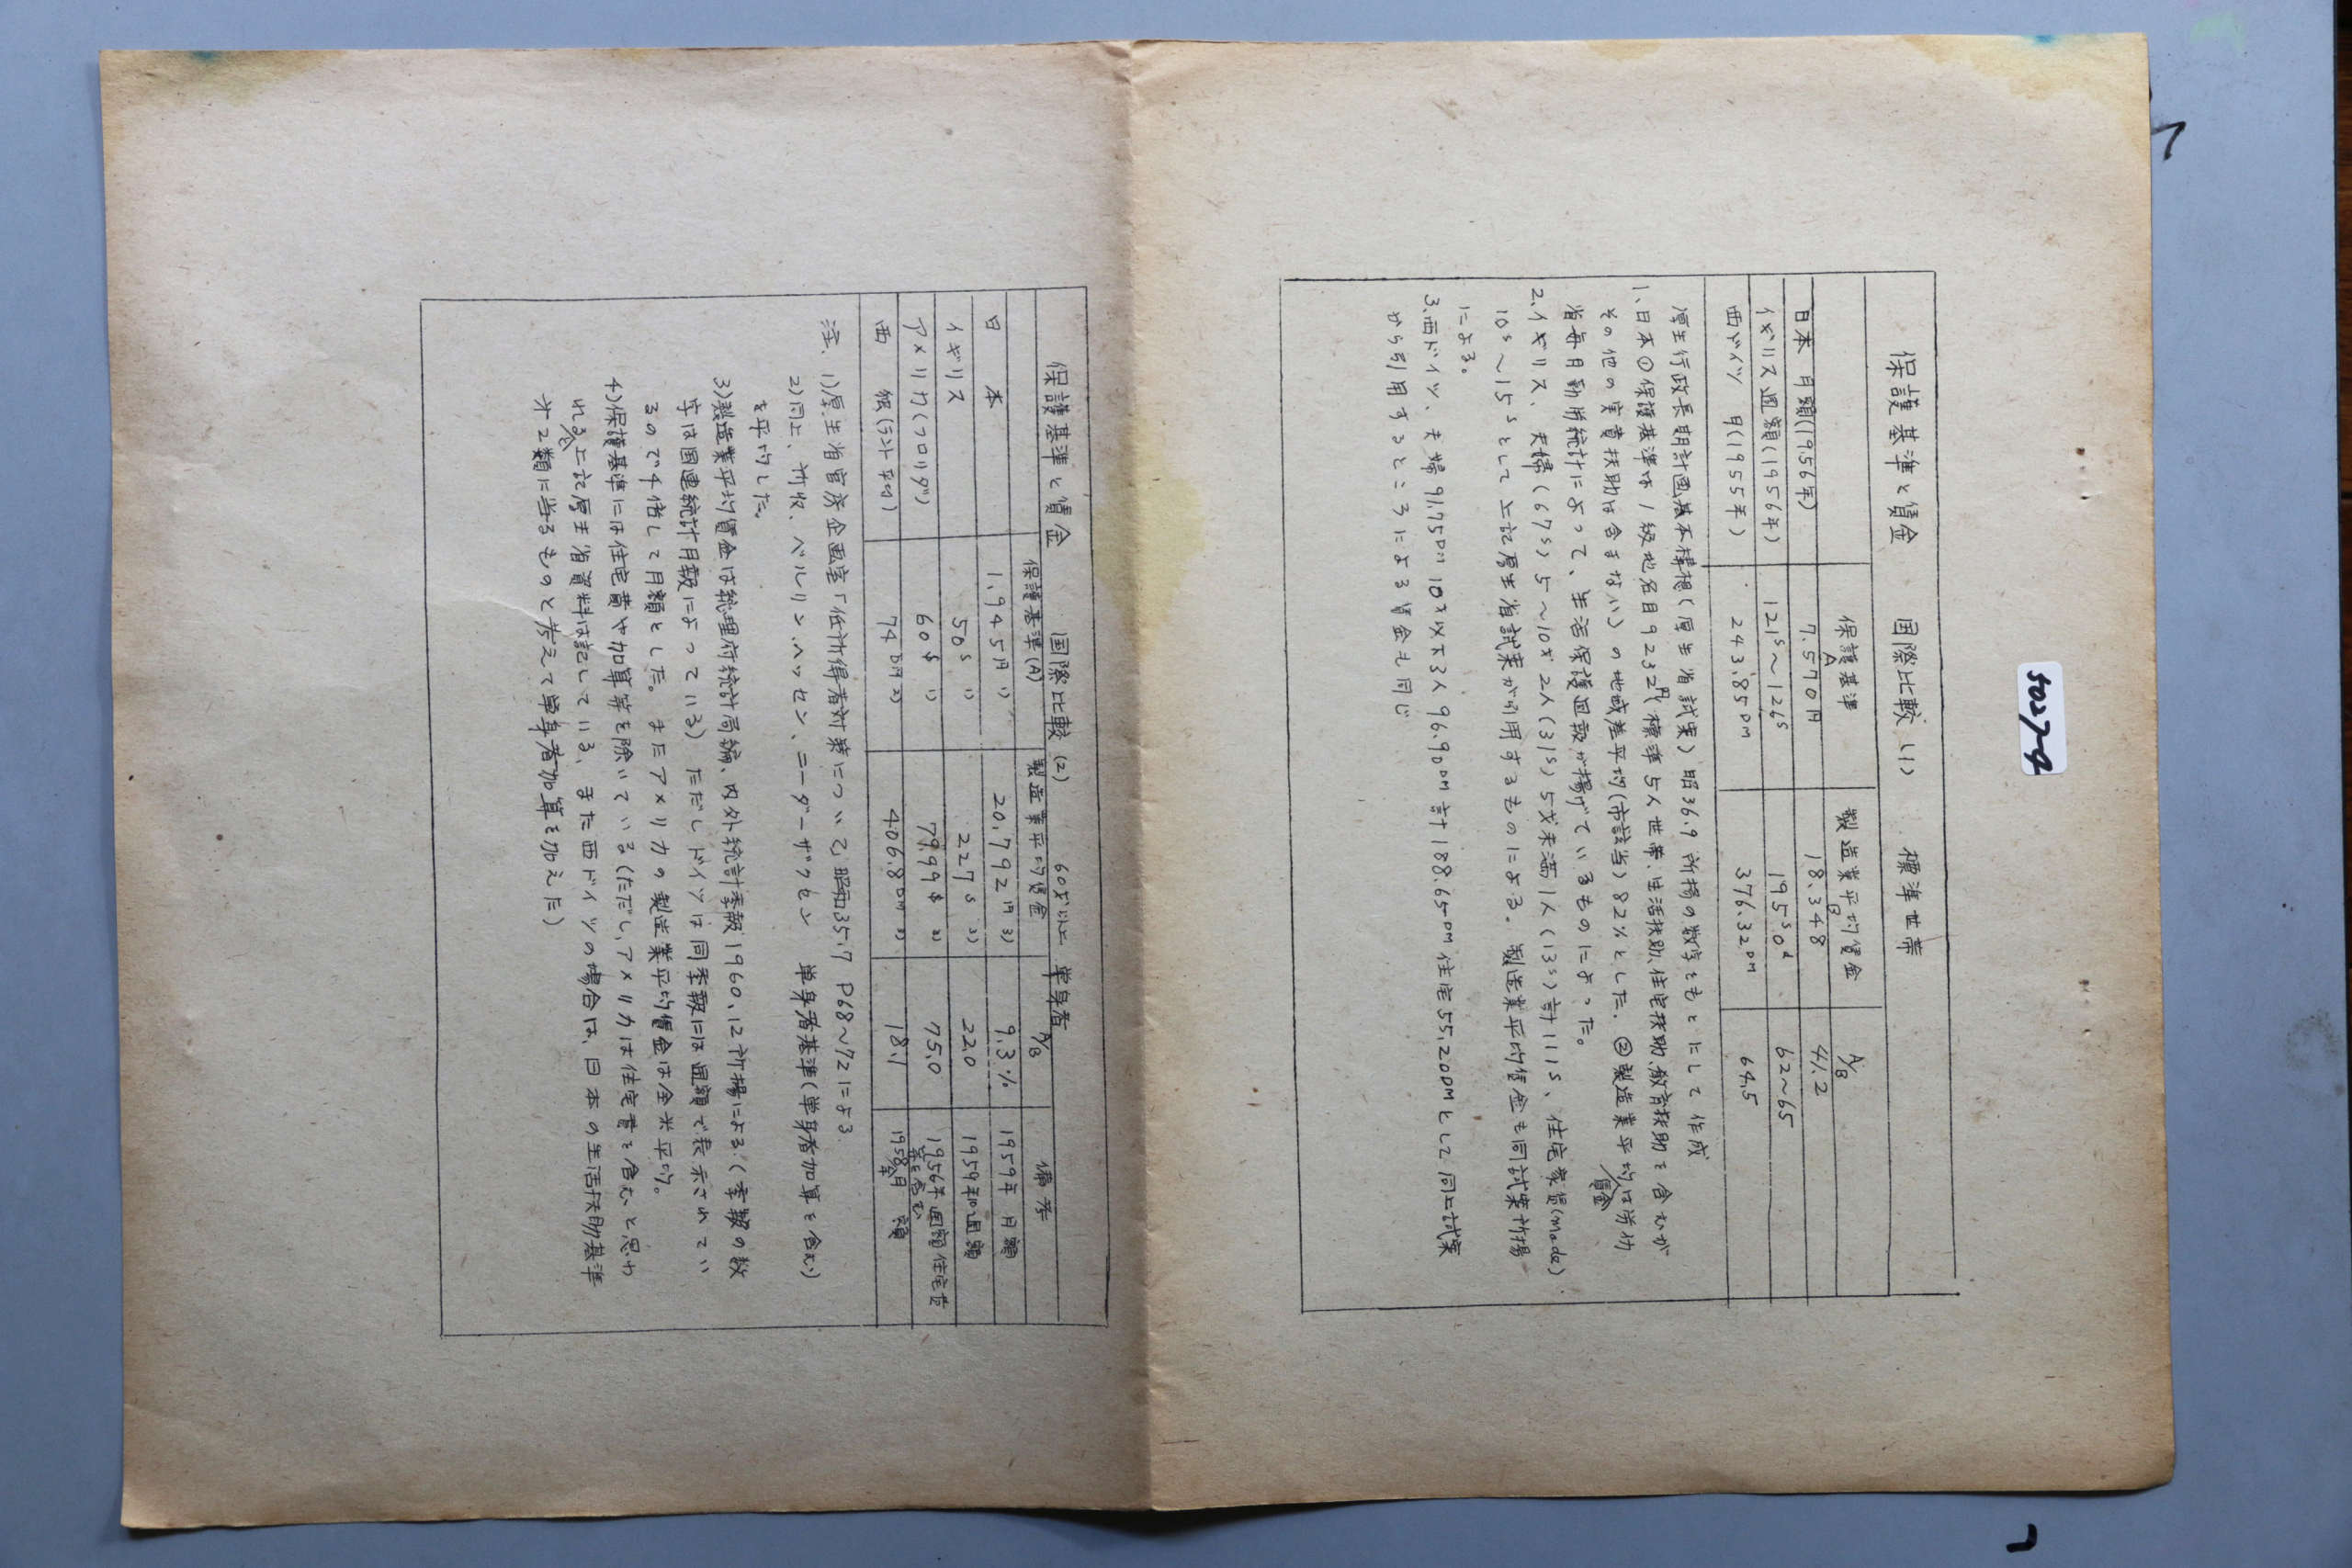 5027-2
保護基準と賃金 国際比較 (1) 標準世帯
保護基準 A 製造業平均賃金 B A/B
日本 月額(1956年) 7.570円 18.348 41.2
イギリス週額(1956年) 121s～126s 195s0d 62～65
西ドイツ 月(1955年) 243.85DM 376.32DM 64.5
厚生行政長期計画基本構想(厚生省試案)昭36.9 所掲の数字をもとにして作成
1、日本①保護基準は1級地名目9232円(標準5人世帯、生活扶助、住宅扶助、教育扶助を含むが
その他の実費扶助は含まない)の地域差平均(市該当)82%とした。②製造業平均賃金は労働
省毎月勤労統計によって、生活保護週報が掲げているものによった。
2.イギリス、夫婦(67s) 5～10才2人(31s) 5才未満1人(13s)計111s、住宅家賃(mode)
10s～15sとして上記厚生省試案が引用するものによる。製造業平均賃金も同試案所掲
による。
3.西ドイツ、夫婦91.75DM 10才以下3人96.90DM計188.65DM住宅55.20DMとして同上試案
から引用するところによる賃金も同じ
保護基準と賃金 国際比較 (2) 60才以上 単身者
保護基準(A) 製造業平均賃金 A/B 備考
日 本 1,945円 1) 20.792円 3) 9.3% 1959年 月額
イギリス 50s 1) 227s 3) 22.0 1959年週額
アメリカ(フロリダ) 60$ 1) 79.99$ 3) 75.0 1956年週額住宅費を含む
西 独(ラント平均) 74DM 2) 406.8DM 3) 18.1 1958年月額
注、1)厚生省官房企画室「低所得者対策について」昭和35.7 P68～72による
2)同上、所収、ベルリン、ヘッセン、ニーダーザクセン 単身者基準(単身者加算を含む)
を平均した。
3)製造業平均賃金は総理府統計局編、内外統計季報1960.12所掲による(季報の数
字は国連統計月報によっている)ただしドイツは同季報には週額で表示されてい
るので4倍して月額とした。またアメリカの製造業平均賃金は全米平均。
4)保護基準には住宅費や加算等を除いている(ただし、アメリカは住宅費を含むと思わ
れる)上記厚生省資料は記している、また西ドイツの場合は、日本の生活扶助基準
オ2類に当るものと考えて単身者加算を加えた)